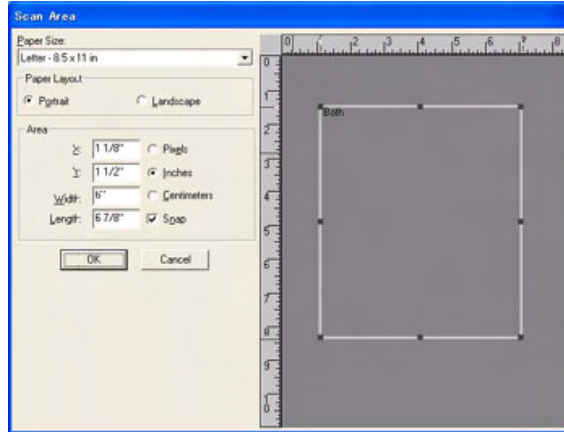 Scan Area
Paper Size:
Letter - 8.5 x 11 in
Paper Layout
Portrait
Landscape
Area
X: 1 1/8" Pixels
Y: 1 1/2" Inches
Width: 6" Centimeters
Length: 6 7/8" Snap
OK Cancel
0 1 2 3 4 5 6 7 8
0
1
2
3
4
5
6
7
8
9
10
Both